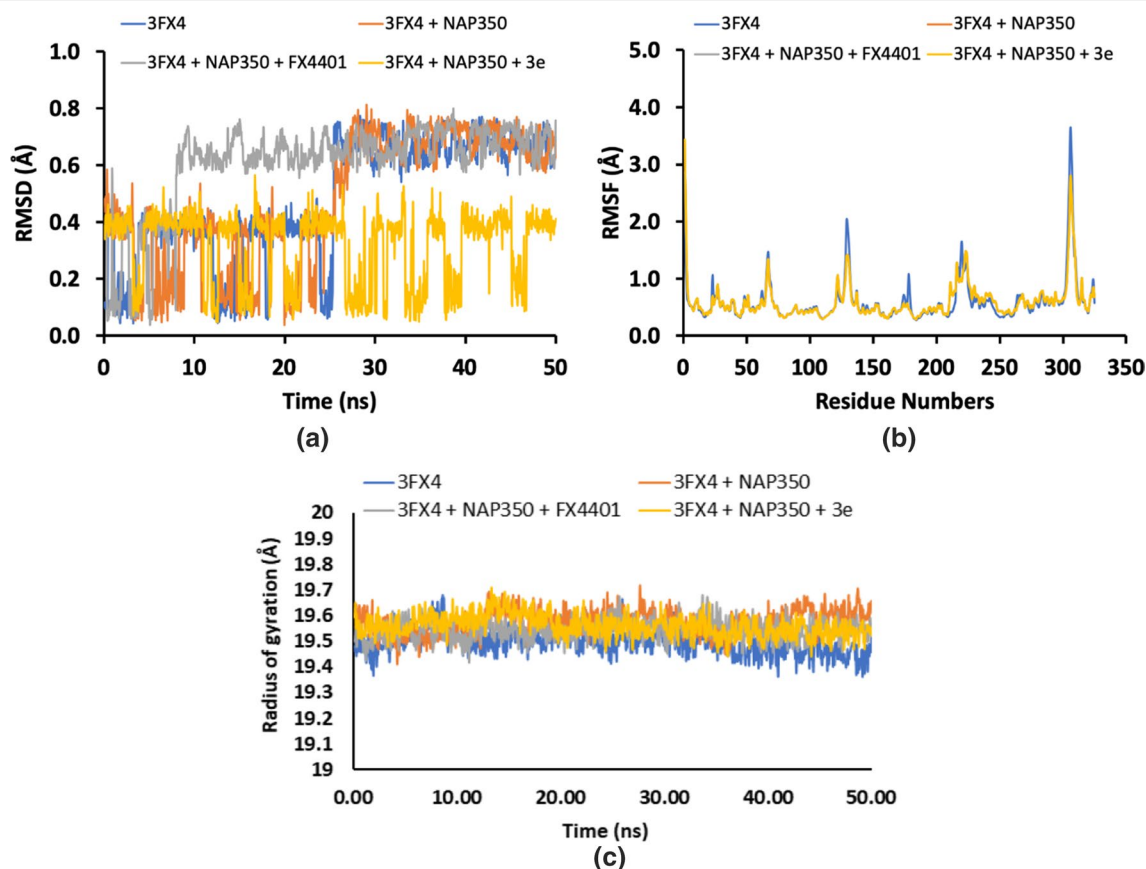 3FX4 3FX4 + NAP350
3FX4 + NAP350 + FX4401 3FX4 + NAP350 + 3e
1.0
0.8
0.6
0.4
0.2
0.0
RMSD (Å)
0 10 20 30 40 50
Time (ns)
(a)
3FX4 3FX4 + NAP350
3FX4 + NAP350 + FX4401 3FX4 + NAP350 + 3e
5.0
4.0
3.0
2.0
1.0
0.0
RMSF (Å)
0 50 100 150 200 250 300 350
Residue Numbers
(b)
3FX4 3FX4 + NAP350
3FX4 + NAP350 + FX4401 3FX4 + NAP350 + 3e
20
19.9
19.8
19.7
19.6
19.5
19.4
19.3
19.2
19.1
19
Radius of gyration (Å)
0.00 10.00 20.00 30.00 40.00 50.00
Time (ns)
(c)